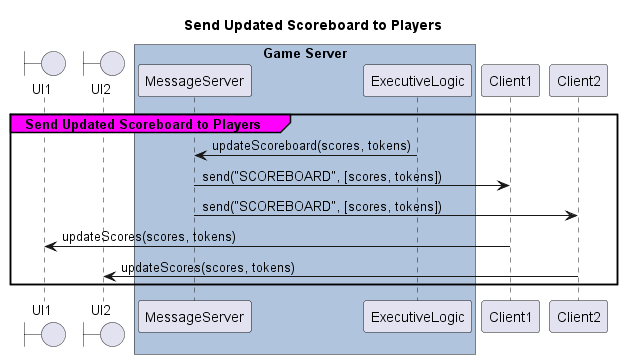 Send Updated Scoreboard to Players
Game Server
UI1
UI2
MessageServer
ExecutiveLogic
Client1
Client2
Send Updated Scoreboard to Players
updateScoreboard(scores, tokens)
send("SCOREBOARD", [scores, tokens])
send("SCOREBOARD", [scores, tokens])
updateScores(scores, tokens)
updateScores(scores, tokens)
UI1
UI2
MessageServer
ExecutiveLogic
Client1
Client2